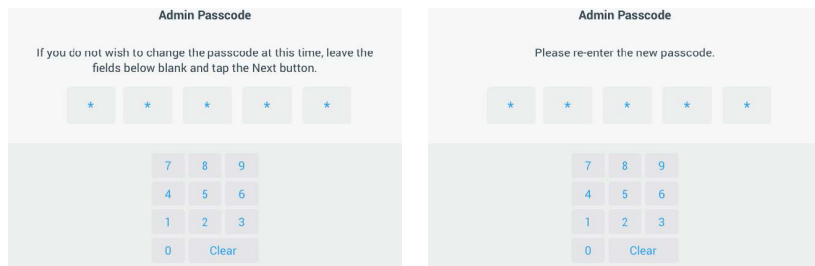 Admin Passcode
If you do not wish to change the passcode at this time, leave the
fields below blank and tap the Next button.
* * * * *
7 8 9
4 5 6
1 2 3
0 Clear
Admin Passcode
Please re-enter the new passcode.
* * * * *
7 8 9
4 5 6
1 2 3
0 Clear